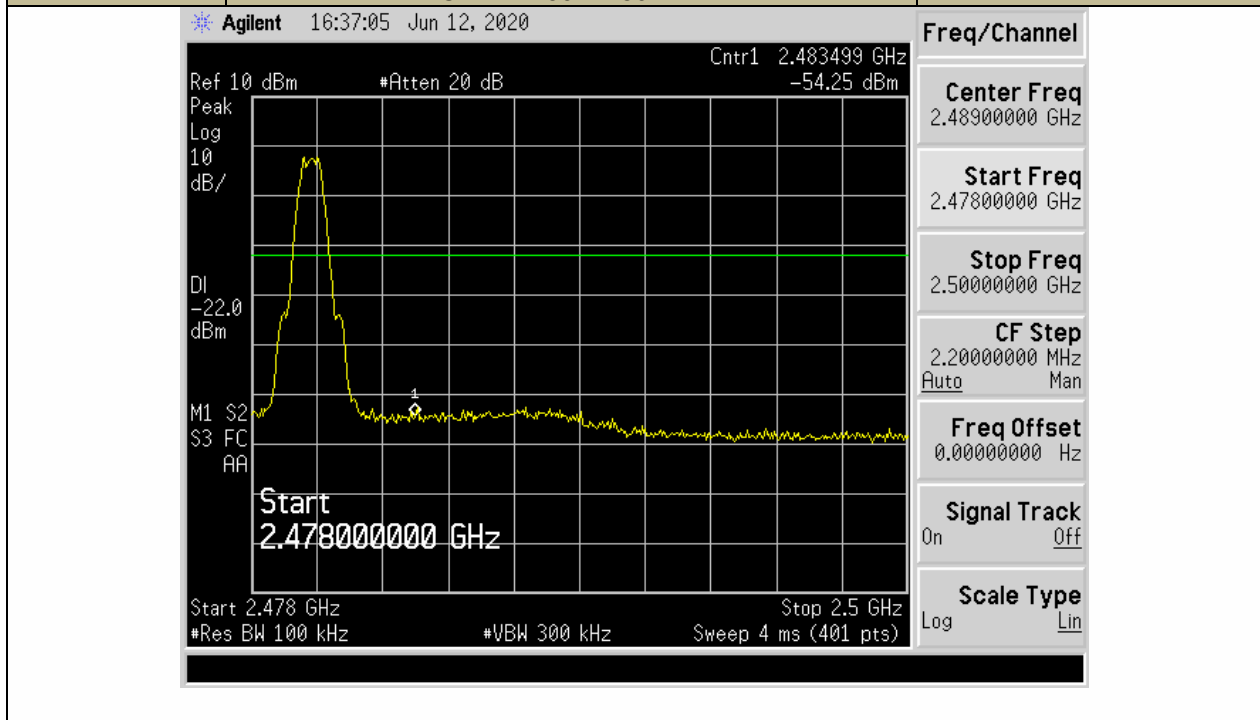 Agilent 16:37:05 Jun 12, 2020
Cntr1 2.483499 GHz
Ref 10 dBm #Atten 20 dB -54.25 dBm
Peak
Log
10
dB/
DI
-22.0
dBm
1
M1 S2
S3 FC
AA
Start
2.478000000 GHz
Start 2.478 GHz Stop 2.5 GHz
#Res BW 100 kHz #VBW 300 kHz Sweep 4 ms (401 pts)
Freq/Channel
Center Freq
2.48900000 GHz
Start Freq
2.47800000 GHz
Stop Freq
2.50000000 GHz
CF Step
2.20000000 MHz
Auto Man
Freq Offset
0.00000000 Hz
Signal Track
On Off
Scale Type
Log Lin